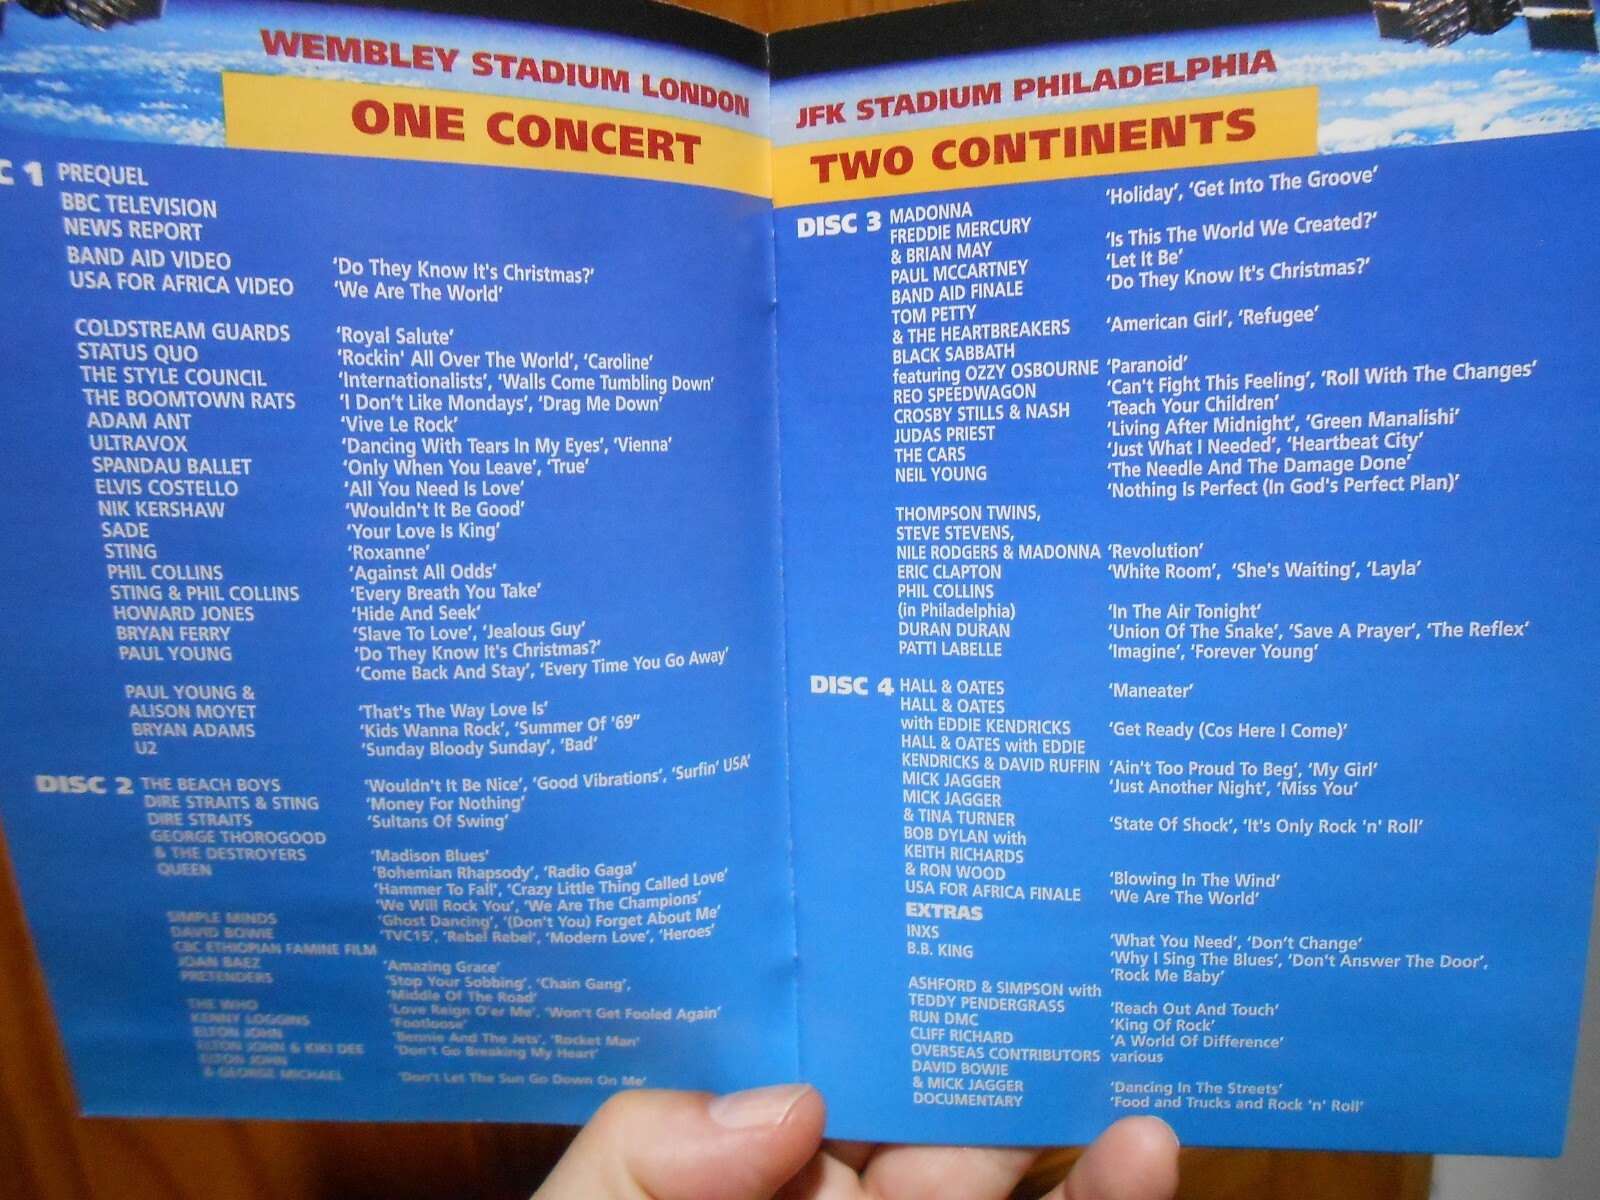 WEMBLEY STADIUM LONDON
ONE CONCERT
C 1 PREQUEL
BBC TELEVISION
NEWS REPORT
BAND AID VIDEO 'Do They Know It's Christmas?'
USA FOR AFRICA VIDEO 'We Are The World'
COLDSTREAM GUARDS 'Royal Salute'
STATUS QUO 'Rockin' All Over The World', 'Caroline'
THE STYLE COUNCIL 'Internationalists', 'Walls Come Tumbling Down'
THE BOOMTOWN RATS 'I Don't Like Mondays', 'Drag Me Down'
ADAM ANT 'Vive Le Rock'
ULTRAVOX 'Dancing With Tears In My Eyes', 'Vienna'
SPANDAU BALLET 'Only When You Leave', 'True'
ELVIS COSTELLO 'All You Need Is Love'
NIK KERSHAW 'Wouldn't It Be Good'
SADE 'Your Love Is King'
STING 'Roxanne'
PHIL COLLINS 'Against All Odds'
STING & PHIL COLLINS 'Every Breath You Take'
HOWARD JONES 'Hide And Seek'
BRYAN FERRY 'Slave To Love', 'Jealous Guy'
PAUL YOUNG 'Do They Know It's Christmas?'
'Come Back And Stay', 'Every Time You Go Away'
PAUL YOUNG &
ALISON MOYET 'That's The Way Love Is'
BRYAN ADAMS 'Kids Wanna Rock', 'Summer Of '69"
U2 'Sunday Bloody Sunday', 'Bad'
DISC 2 THE BEACH BOYS 'Wouldn't It Be Nice', 'Good Vibrations', 'Surfin' USA'
DIRE STRAITS & STING 'Money For Nothing'
DIRE STRAITS 'Sultans Of Swing'
GEORGE THOROGOOD
& THE DESTROYERS 'Madison Blues'
QUEEN 'Bohemian Rhapsody', 'Radio Gaga'
'Hammer To Fall', 'Crazy Little Thing Called Love'
'We Will Rock You', 'We Are The Champions'
SIMPLE MINDS 'Ghost Dancing', '(Don't You) Forget About Me'
DAVID BOWIE 'TVC15', 'Rebel Rebel', 'Modern Love', 'Heroes'
CBC ETHIOPIAN FAMINE FILM
JOAN BAEZ 'Amazing Grace'
PRETENDERS 'Stop Your Sobbing', 'Chain Gang',
'Middle Of The Road'
THE WHO 'Love Reign O'er Me', 'Won't Get Fooled Again'
KENNY LOGGINS 'Footloose'
ELTON JOHN 'Bennie And The Jets', 'Rocket Man'
ELTON JOHN & KIKI DEE 'Don't Go Breaking My Heart'
ELTON JOHN
& GEORGE MICHAEL 'Don't Let The Sun Go Down On Me'
JFK STADIUM PHILADELPHIA
TWO CONTINENTS
DISC 3 MADONNA 'Holiday', 'Get Into The Groove'
FREDDIE MERCURY
& BRIAN MAY 'Is This The World We Created?'
PAUL MCCARTNEY 'Let It Be'
BAND AID FINALE 'Do They Know It's Christmas?'
TOM PETTY
& THE HEARTBREAKERS 'American Girl', 'Refugee'
BLACK SABBATH
featuring OZZY OSBOURNE 'Paranoid'
REO SPEEDWAGON 'Can't Fight This Feeling', 'Roll With The Changes'
CROSBY STILLS & NASH 'Teach Your Children'
JUDAS PRIEST 'Living After Midnight', 'Green Manalishi'
THE CARS 'Just What I Needed', 'Heartbeat City'
NEIL YOUNG 'The Needle And The Damage Done'
'Nothing Is Perfect (In God's Perfect Plan)'
THOMPSON TWINS,
STEVE STEVENS,
NILE RODGERS & MADONNA 'Revolution'
ERIC CLAPTON 'White Room', 'She's Waiting', 'Layla'
PHIL COLLINS
(in Philadelphia) 'In The Air Tonight'
DURAN DURAN 'Union Of The Snake', 'Save A Prayer', 'The Reflex'
PATTI LABELLE 'Imagine', 'Forever Young'
DISC 4 HALL & OATES 'Maneater'
HALL & OATES
with EDDIE KENDRICKS 'Get Ready (Cos Here I Come)'
HALL & OATES with EDDIE
KENDRICKS & DAVID RUFFIN 'Ain't Too Proud To Beg', 'My Girl'
MICK JAGGER 'Just Another Night', 'Miss You'
MICK JAGGER
& TINA TURNER 'State Of Shock', 'It's Only Rock 'n' Roll'
BOB DYLAN with
KEITH RICHARDS
& RON WOOD 'Blowing In The Wind'
USA FOR AFRICA FINALE 'We Are The World'
EXTRAS
INXS 'What You Need', 'Don't Change'
B.B. KING 'Why I Sing The Blues', 'Don't Answer The Door',
'Rock Me Baby'
ASHFORD & SIMPSON with
TEDDY PENDERGRASS 'Reach Out And Touch'
RUN DMC 'King Of Rock'
CLIFF RICHARD 'A World Of Difference'
OVERSEAS CONTRIBUTORS various
DAVID BOWIE
& MICK JAGGER 'Dancing In The Streets'
DOCUMENTARY 'Food and Trucks and Rock 'n' Roll'